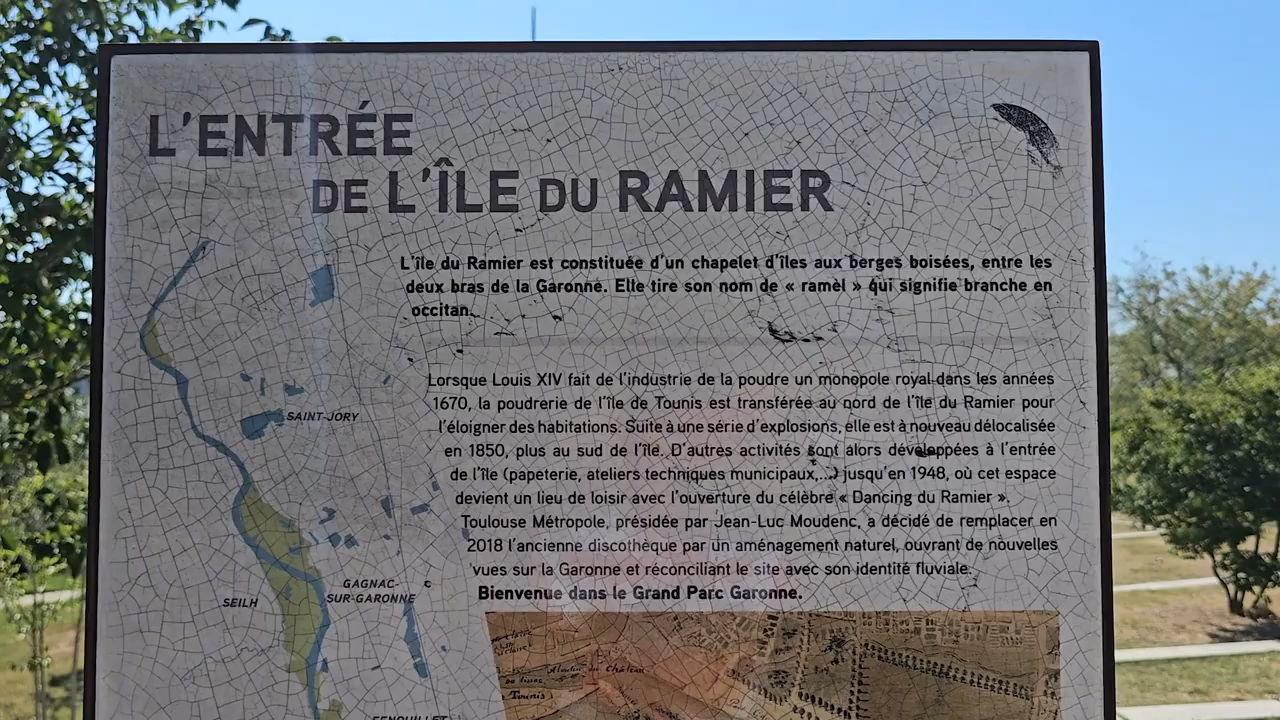 L'ENTRÉE
DE L'ÎLE DU RAMIER
L'île du Ramier est constituée d'un chapelet d'îles aux berges boisées, entre les
deux bras de la Garonne. Elle tire son nom de « ramèl » qui signifie branche en
occitan.
Lorsque Louis XIV fait de l'industrie de la poudre un monopole royal dans les années
1670, la poudrerie de l'île de Tounis est transférée au nord de l'île du Ramier pour
l'éloigner des habitations. Suite à une série d'explosions, elle est à nouveau délocalisée
en 1850, plus au sud de l'île. D'autres activités sont alors développées à l'entrée
de l'île (papeterie, ateliers techniques municipaux,...) jusqu'en 1948, où cet espace
devient un lieu de loisir avec l'ouverture du célèbre « Dancing du Ramier ».
Toulouse Métropole, présidée par Jean-Luc Moudenc, a décidé de remplacer en
2018 l'ancienne discothèque par un aménagement naturel, ouvrant de nouvelles
vues sur la Garonne et réconciliant le site avec son identité fluviale.
Bienvenue dans le Grand Parc Garonne.
SAINT-JORY
GAGNAC-
SUR-GARONNE
SEILH
FENOUILLET
Moulin du Château
Tounis